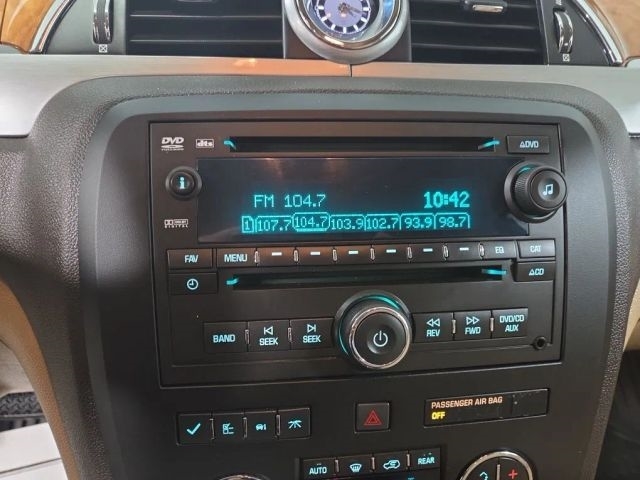 DVD dts
DVD
i
FM 104.7 10:42
DIGITAL
1 107.7 104.7 103.9 102.7 93.9 98.7
FAV MENU EQ CAT
CD
BAND SEEK SEEK REV FWD DVD/CD AUX
PASSENGER AIR BAG
OFF
AUTO REAR